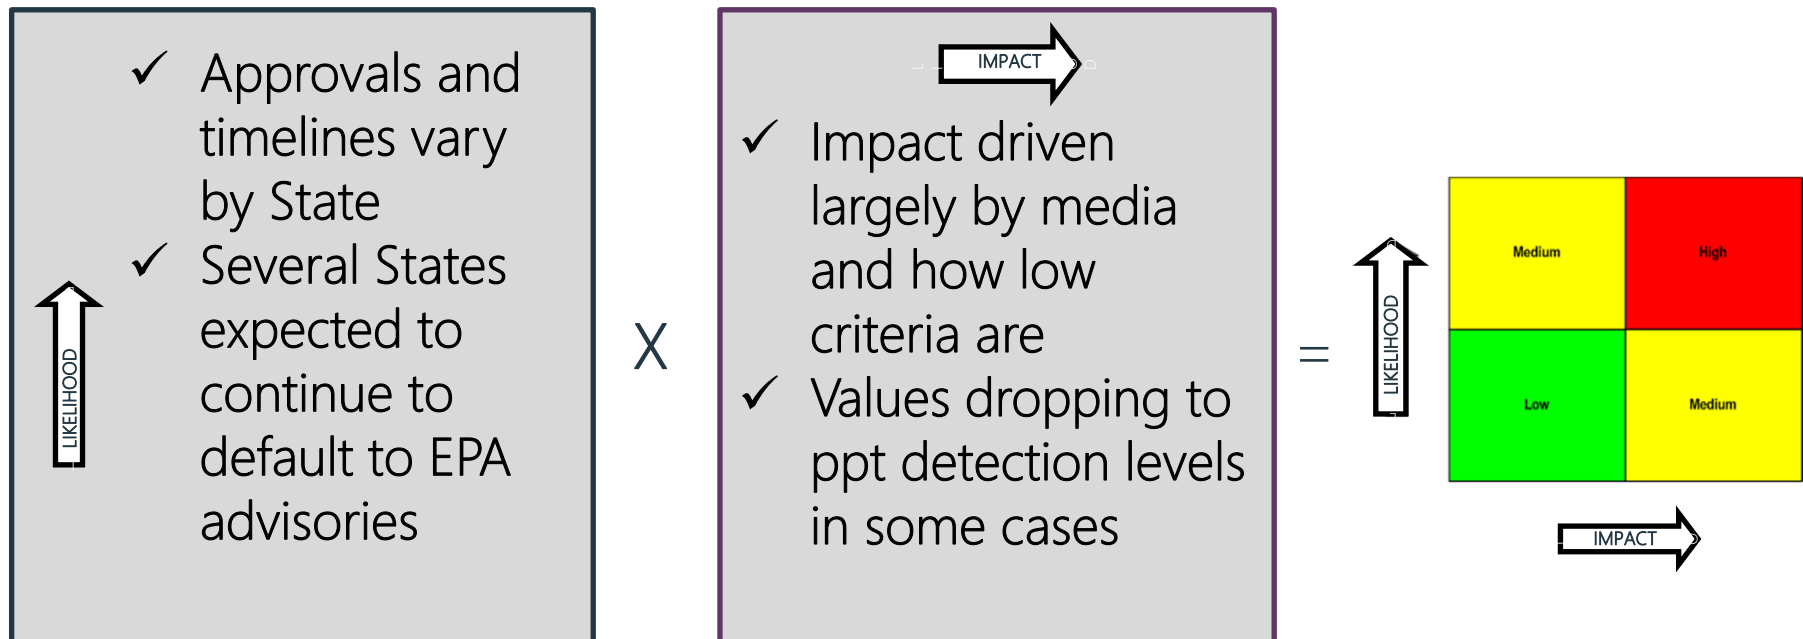 ✓ Approvals and
timelines vary
by State
✓ Several States
expected to
continue to
default to EPA
advisories
LIKELIHOOD
X
IMPACT
✓ Impact driven
largely by media
and how low
criteria are
✓ Values dropping to
ppt detection levels
in some cases
=
LIKELIHOOD
Medium High
Low Medium
IMPACT